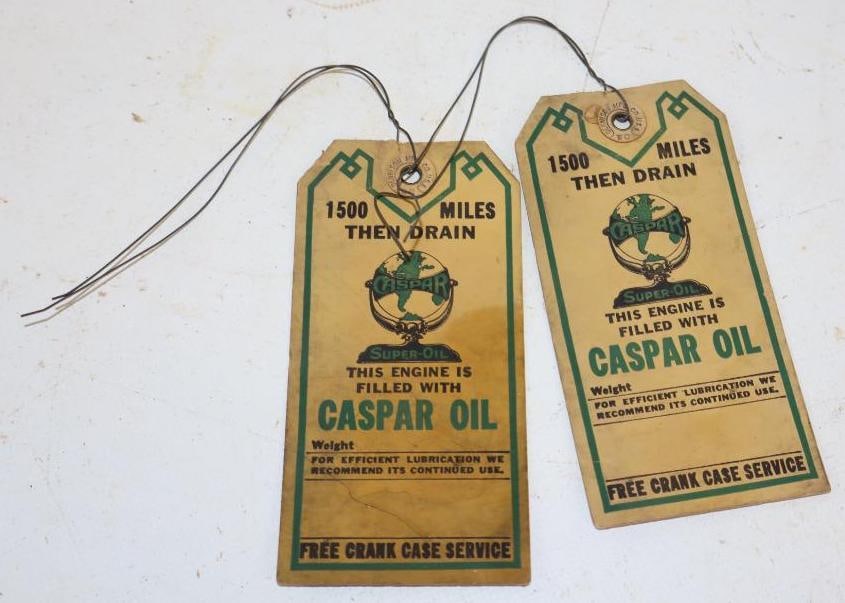 1500 MILES
THEN DRAIN
CASPAR
SUPER-OIL
THIS ENGINE IS
FILLED WITH
CASPAR OIL
Weight
FOR EFFICIENT LUBRICATION WE
RECOMMEND ITS CONTINUED USE.
FREE CRANK CASE SERVICE
1500 MILES
THEN DRAIN
CASPAR
SUPER-OIL
THIS ENGINE IS
FILLED WITH
CASPAR OIL
Weight
FOR EFFICIENT LUBRICATION WE
RECOMMEND ITS CONTINUED USE.
FREE CRANK CASE SERVICE